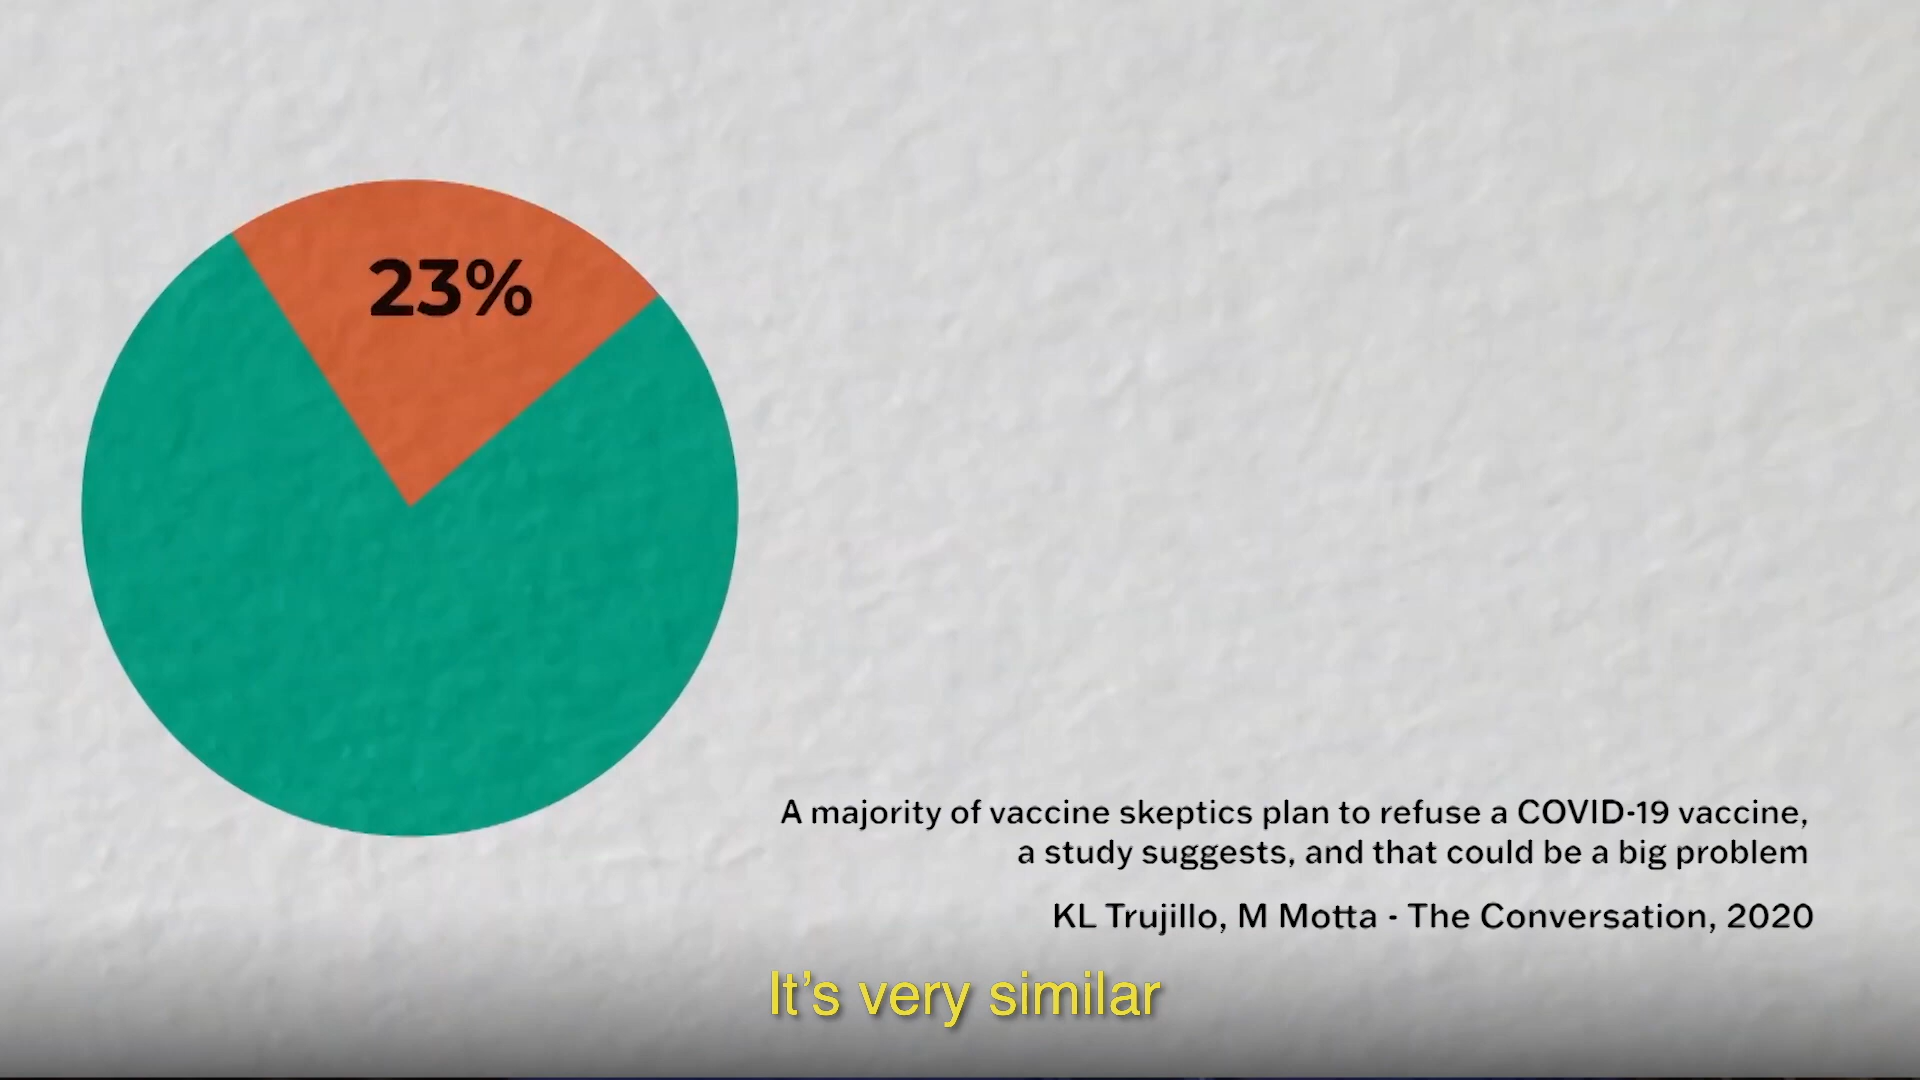 23%
A majority of vaccine skeptics plan to refuse a COVID-19 vaccine,
a study suggests, and that could be a big problem
KL Trujillo, M Motta - The Conversation, 2020
It’s very similar